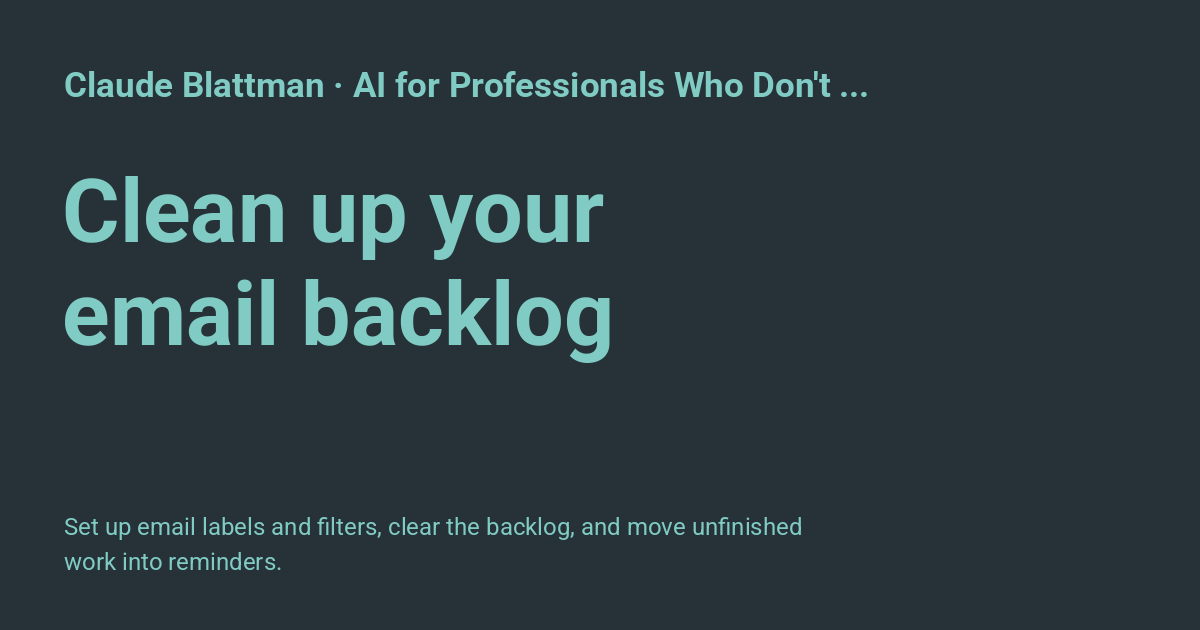 Claude Blattman · AI for Professionals Who Don't ...
Clean up your
email backlog
Set up email labels and filters, clear the backlog, and move unfinished
work into reminders.